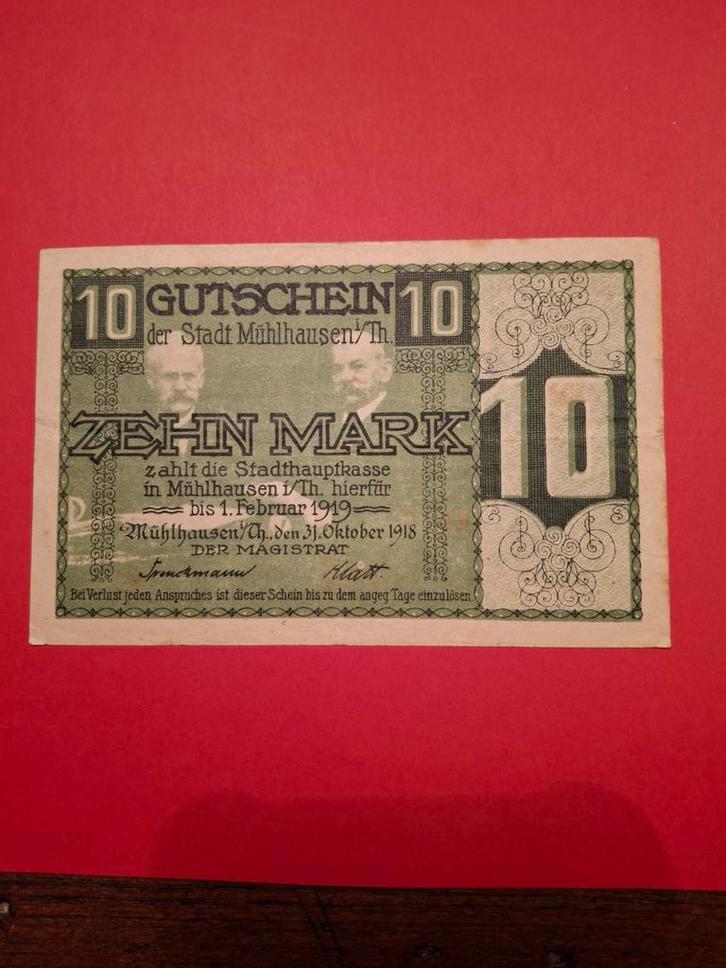 10 GUTSCHEIN 10
der Stadt Mühlhausen i/Th.
ZEHN MARK
zahlt die Stadthauptkasse
in Mühlhausen i/Th. hierfür
bis 1. Februar 1919
Mühlhausen i/Th., den 31. Oktober 1918
DER MAGISTRAT
Trenckmann Klatt.
Bei Verlust jeden Anspruches ist dieser Schein bis zu dem angeg Tage einzulösen
10